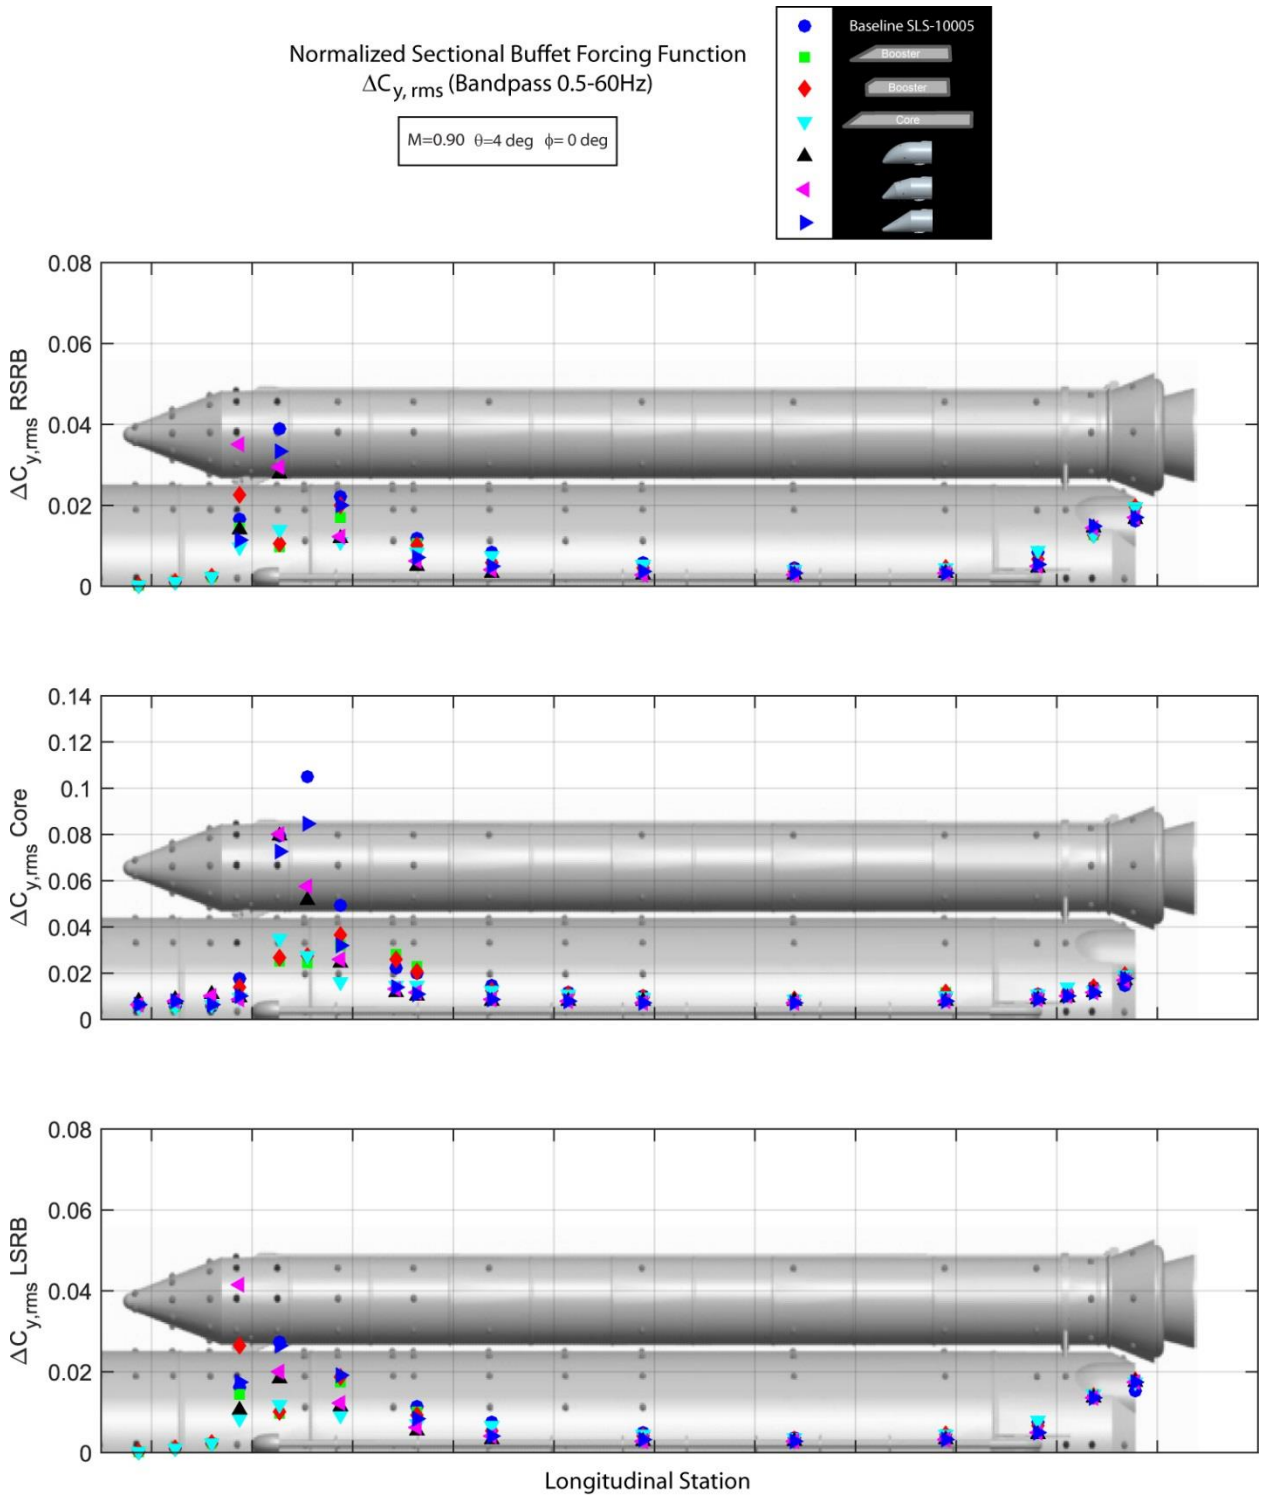 Normalized Sectional Buffet Forcing Function
ΔCy, rms (Bandpass 0.5-60Hz)
M=0.90 θ=4 deg ϕ= 0 deg
Baseline SLS-10005
Booster
Booster
Core
0.08
0.06
0.04
0.02
0
ΔCy,rms RSRB
0.14
0.12
0.1
0.08
0.06
0.04
0.02
0
ΔCy,rms Core
0.08
0.06
0.04
0.02
0
ΔCy,rms LSRB
Longitudinal Station